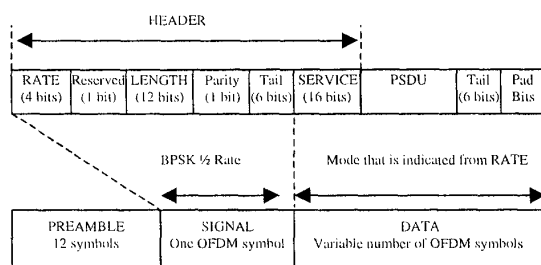 HEADER
RATE Reserved LENGTH Parity Tail SERVICE PSDU Tail Pad
(4 bits) (1 bit) (12 bits) (1 bit) (6 bits) (16 bits) (6 bits) Bits
BPSK ½ Rate Mode that is indicated from RATE
PREAMBLE SIGNAL DATA
12 symbols One OFDM symbol Variable number of OFDM symbols